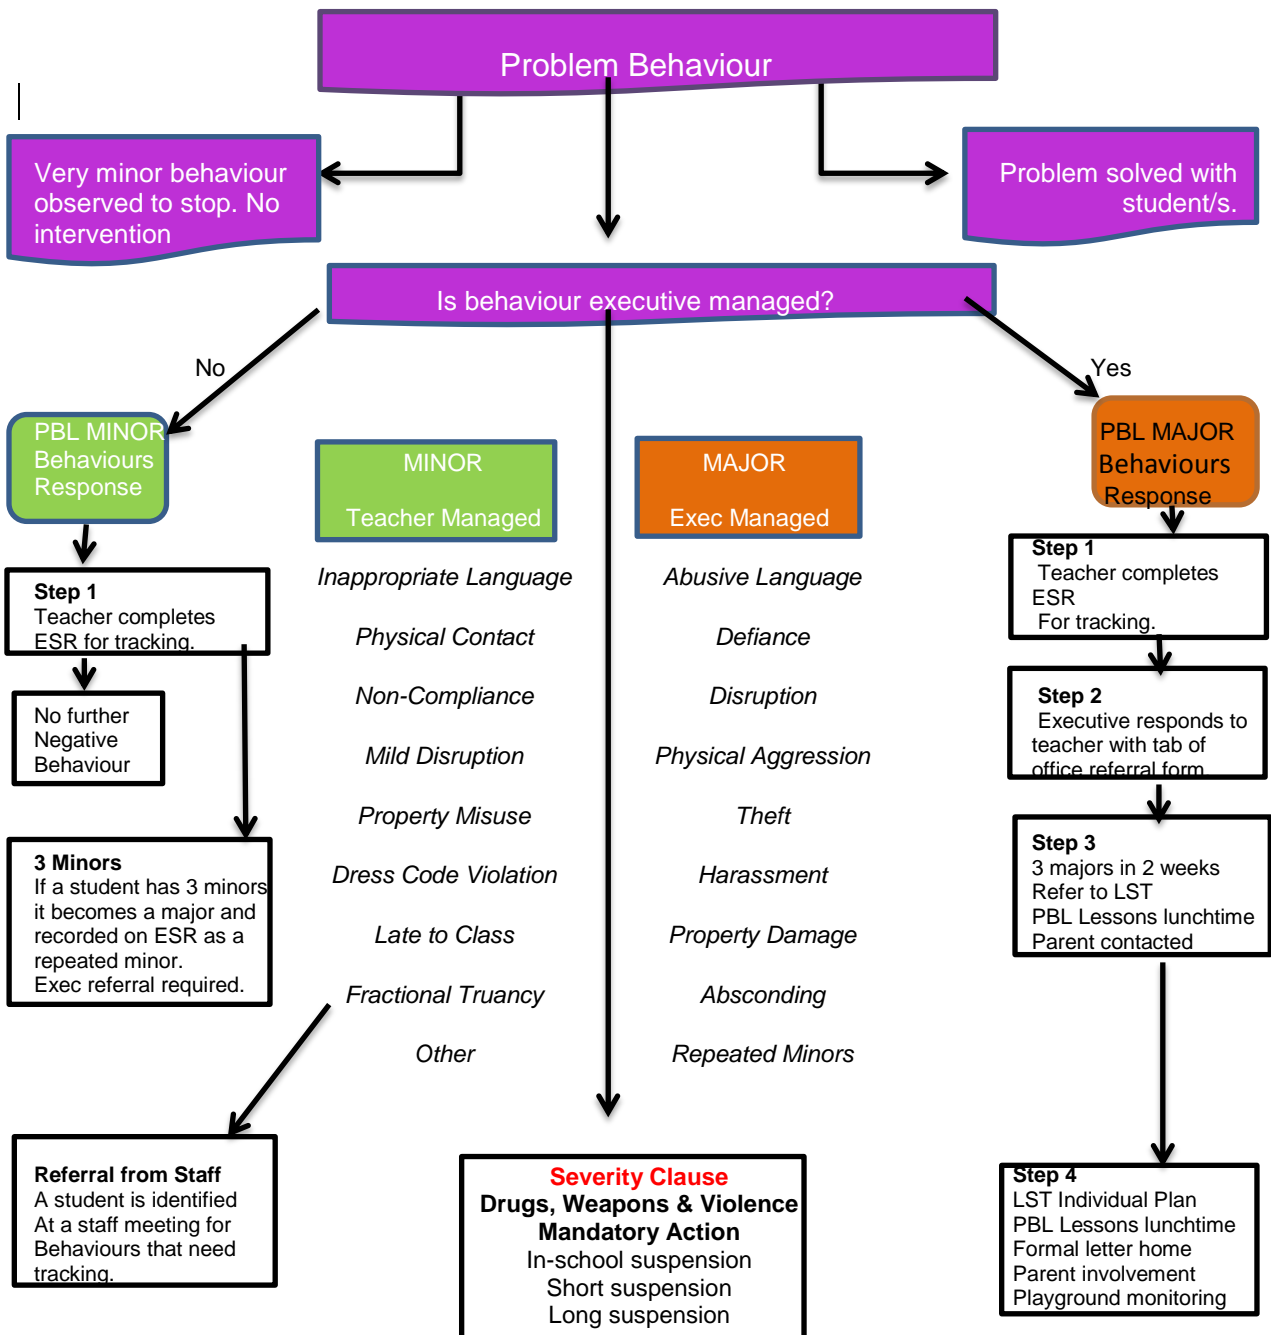 Problem Behaviour
Very minor behaviour
observed to stop. No
intervention
Problem solved with
student/s.
Is behaviour executive managed?
No
Yes
PBL MINOR
Behaviours
Response
MINOR
Teacher Managed
MAJOR
Exec Managed
PBL MAJOR
Behaviours
Response
Step 1
Teacher completes
ESR for tracking.
No further
Negative
Behaviour
3 Minors
If a student has 3 minors
it becomes a major and
recorded on ESR as a
repeated minor.
Exec referral required.
Referral from Staff
A student is identified
At a staff meeting for
Behaviours that need
tracking.
Inappropriate Language
Physical Contact
Non-Compliance
Mild Disruption
Property Misuse
Dress Code Violation
Late to Class
Fractional Truancy
Other
Abusive Language
Defiance
Disruption
Physical Aggression
Theft
Harassment
Property Damage
Absconding
Repeated Minors
Severity Clause
Drugs, Weapons & Violence
Mandatory Action
In-school suspension
Short suspension
Long suspension
Step 1
Teacher completes
ESR
For tracking.
Step 2
Executive responds to
teacher with tab of
office referral form.
Step 3
3 majors in 2 weeks
Refer to LST
PBL Lessons lunchtime
Parent contacted
Step 4
LST Individual Plan
PBL Lessons lunchtime
Formal letter home
Parent involvement
Playground monitoring